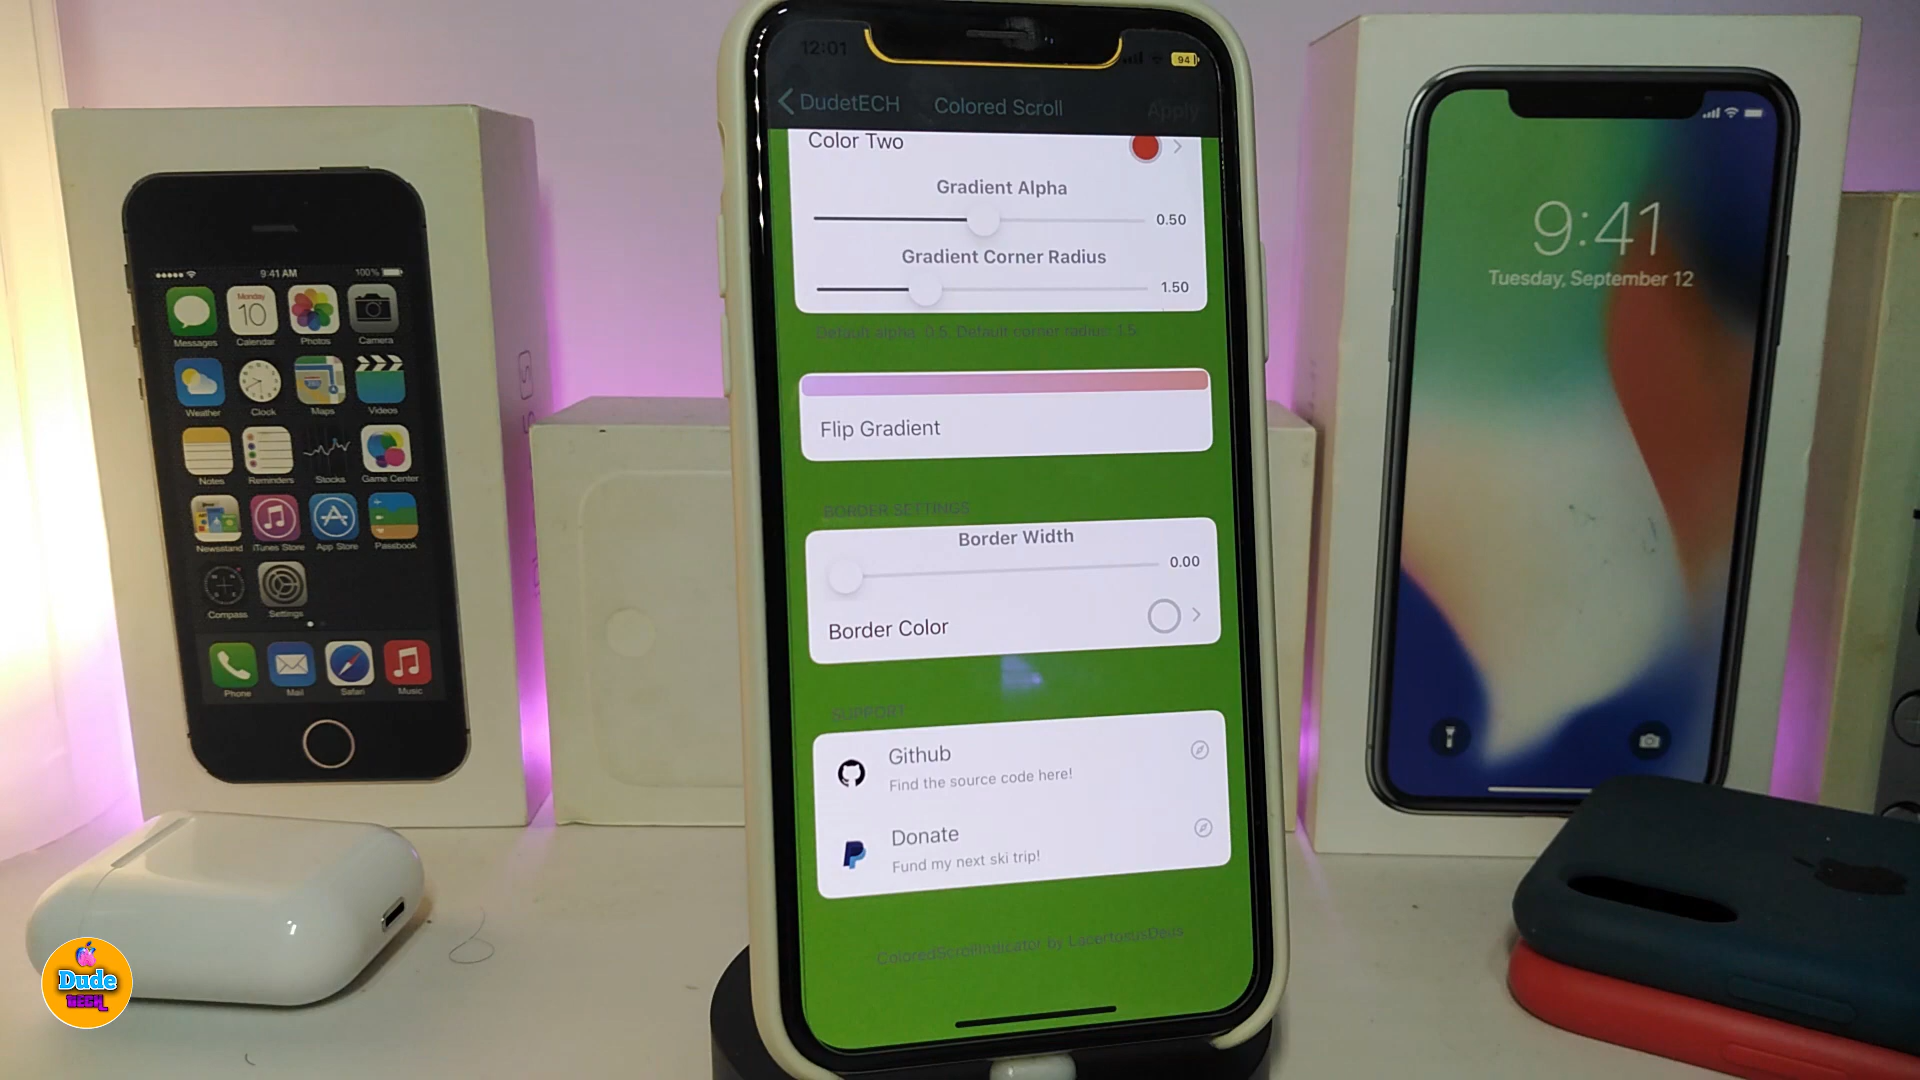 12:01
94
DudetECH
Colored Scroll
Apply
Color Two
Gradient Alpha
0.50
Gradient Corner Radius
1.50
Default alpha: 0.5. Default corner radius: 1.5
Flip Gradient
BORDER SETTINGS
Border Width
0.00
Border Color
SUPPORT
Github
Find the source code here!
Donate
Fund my next ski trip!
ColoredScrollIndicator by LacertosusDeus
9:41 AM
100%
Monday
10
Messages
Calendar
Photos
Camera
Weather
Clock
Maps
Videos
Notes
Reminders
Stocks
Game Center
Newsstand
iTunes Store
App Store
Passbook
Compass
Settings
Phone
Mail
Safari
Music
9:41
Tuesday, September 12
Dude
TECH